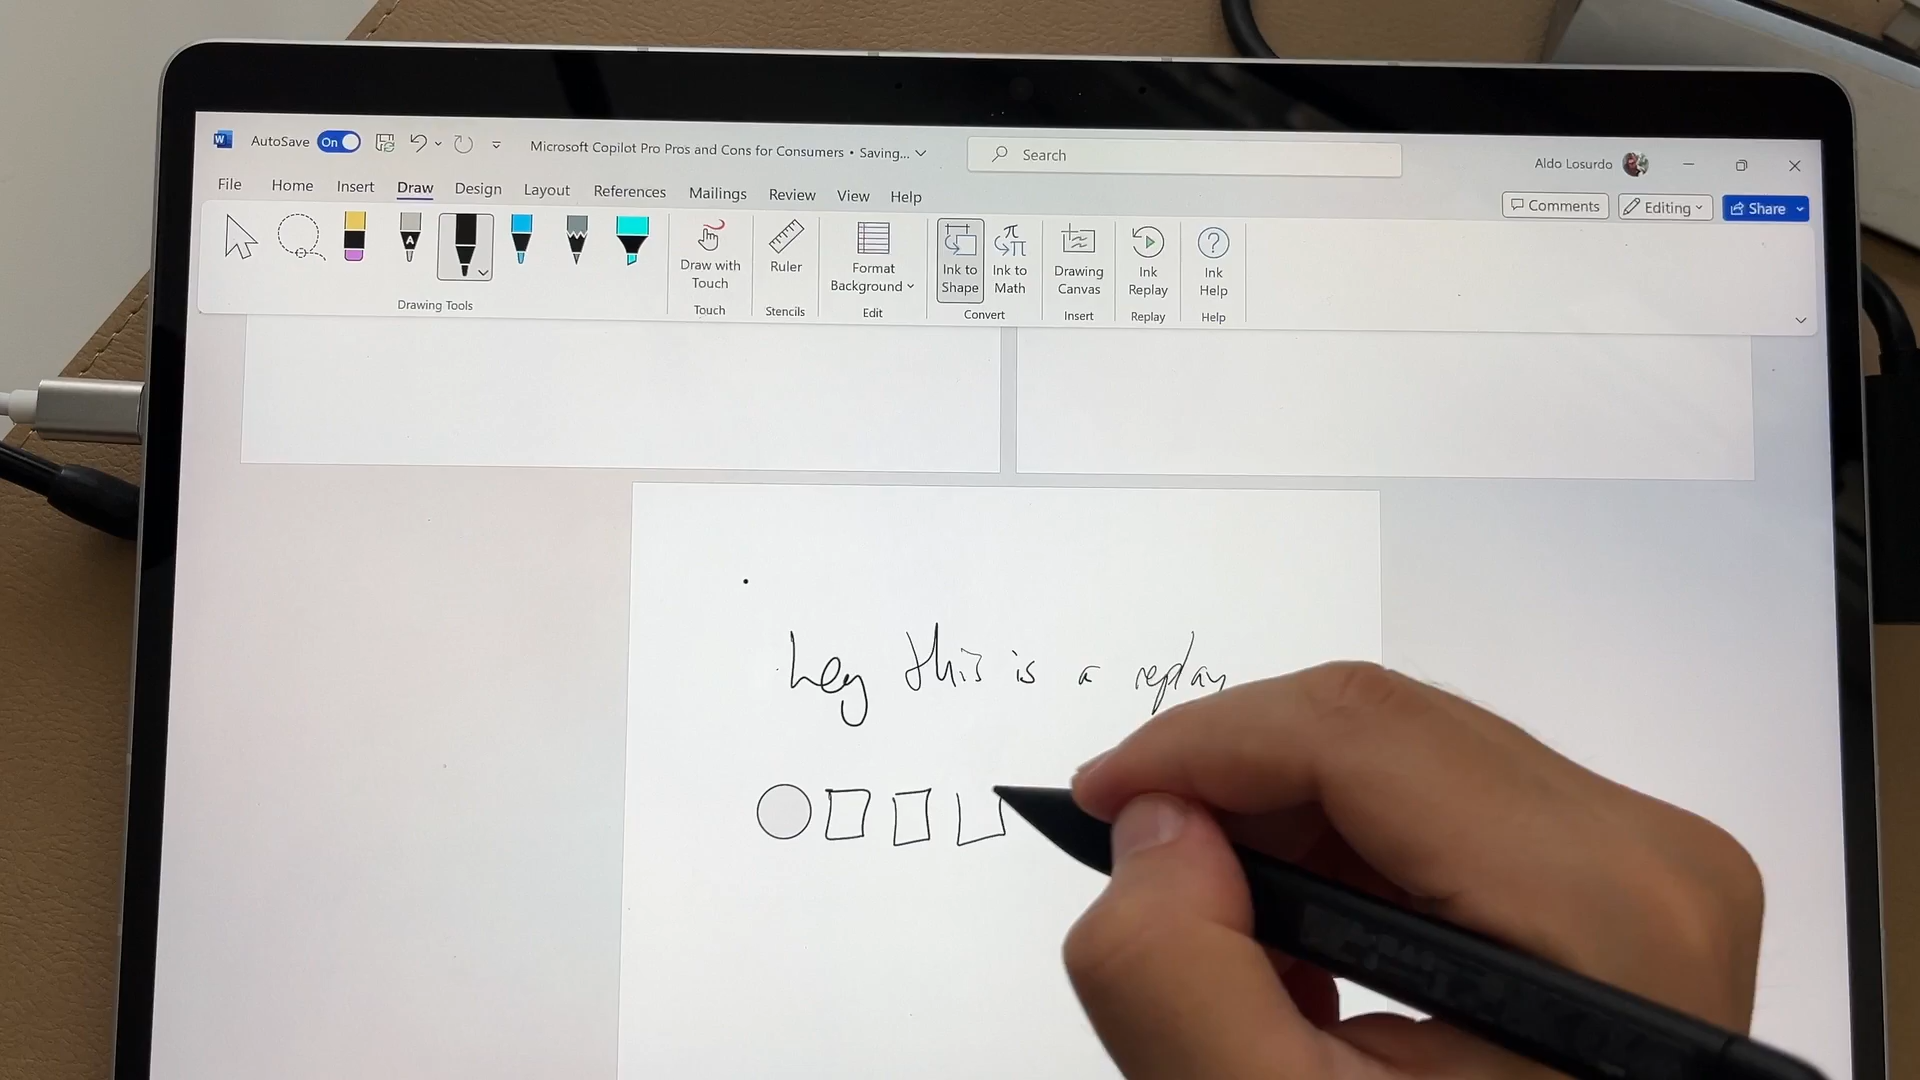 W AutoSave On Microsoft Copilot Pro Pros and Cons for Consumers • Saving... Search Aldo Losurdo
File Home Insert Draw Design Layout References Mailings Review View Help Comments Editing Share
A
Draw with Touch
Ruler
Format Background
Ink to Shape
Ink to Math
Drawing Canvas
Ink Replay
Ink Help
Drawing Tools Touch Stencils Edit Convert Insert Replay Help
hey this is a replay